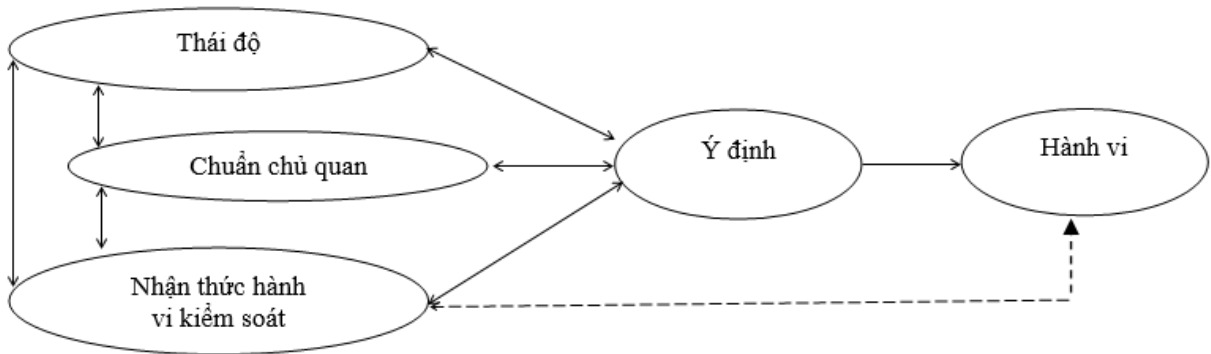 Thái độ
Chuẩn chủ quan
Ý định
Hành vi
Nhận thức hành
vi kiểm soát